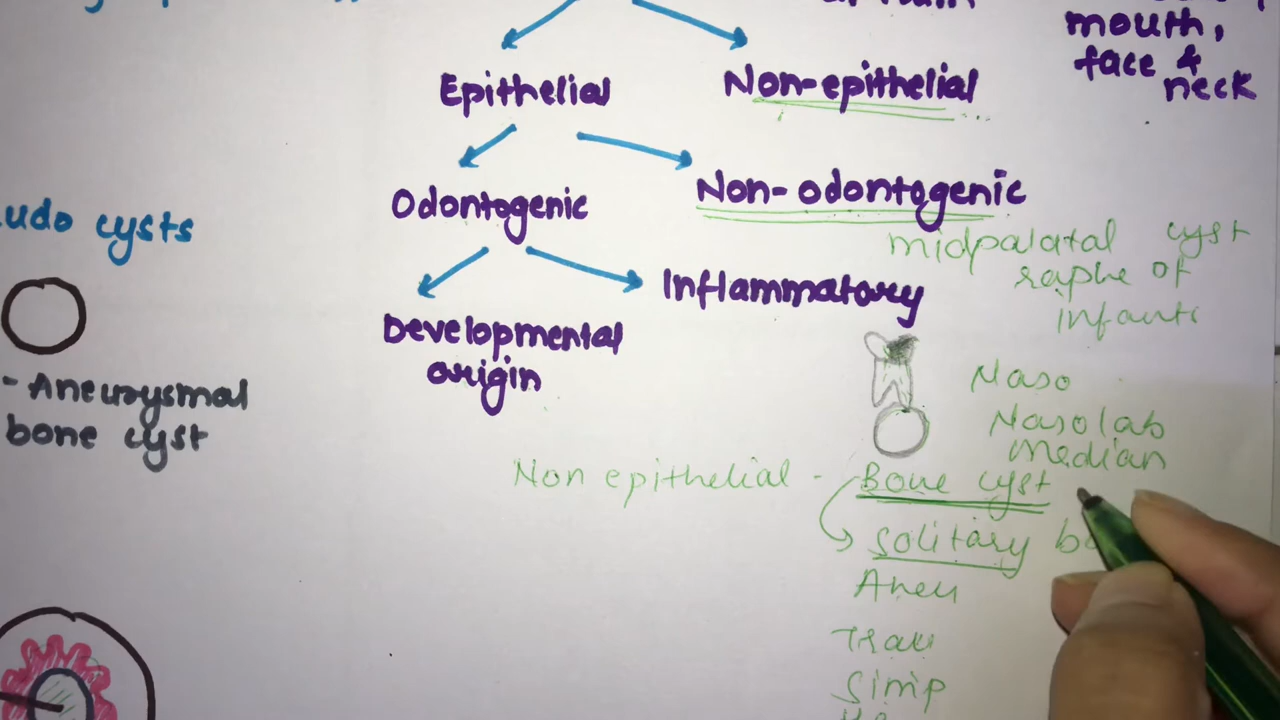 mouth,
face &
neck
Epithelial
Non-epithelial
Odontogenic
Non-odontogenic
udo cysts
midpalatal cyst
raphe of
infants
Inflammatory
Developmental
origin
- Aneurysmal
bone cyst
Naso
Nasolab
Median
Non epithelial - Bone cyst
solitary b
Aneu
Trau
Simp